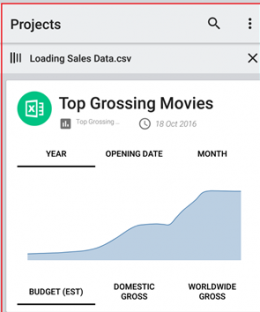 Projects
Loading Sales Data.csv
Top Grossing Movies
Top Grossing...
18 Oct 2016
YEAR
OPENING DATE
MONTH
BUDGET (EST)
DOMESTIC GROSS
WORLDWIDE GROSS